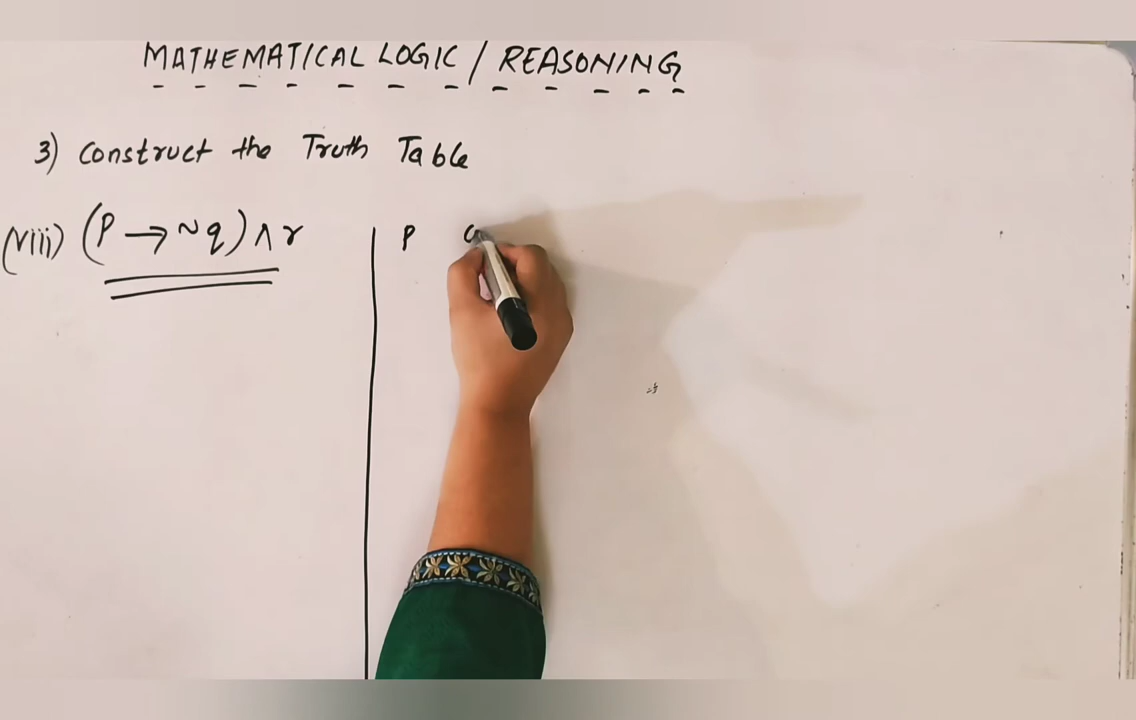 MATHEMATICAL LOGIC / REASONING
3) Construct the Truth Table
(viii) (P → ~q) ∧ r
P